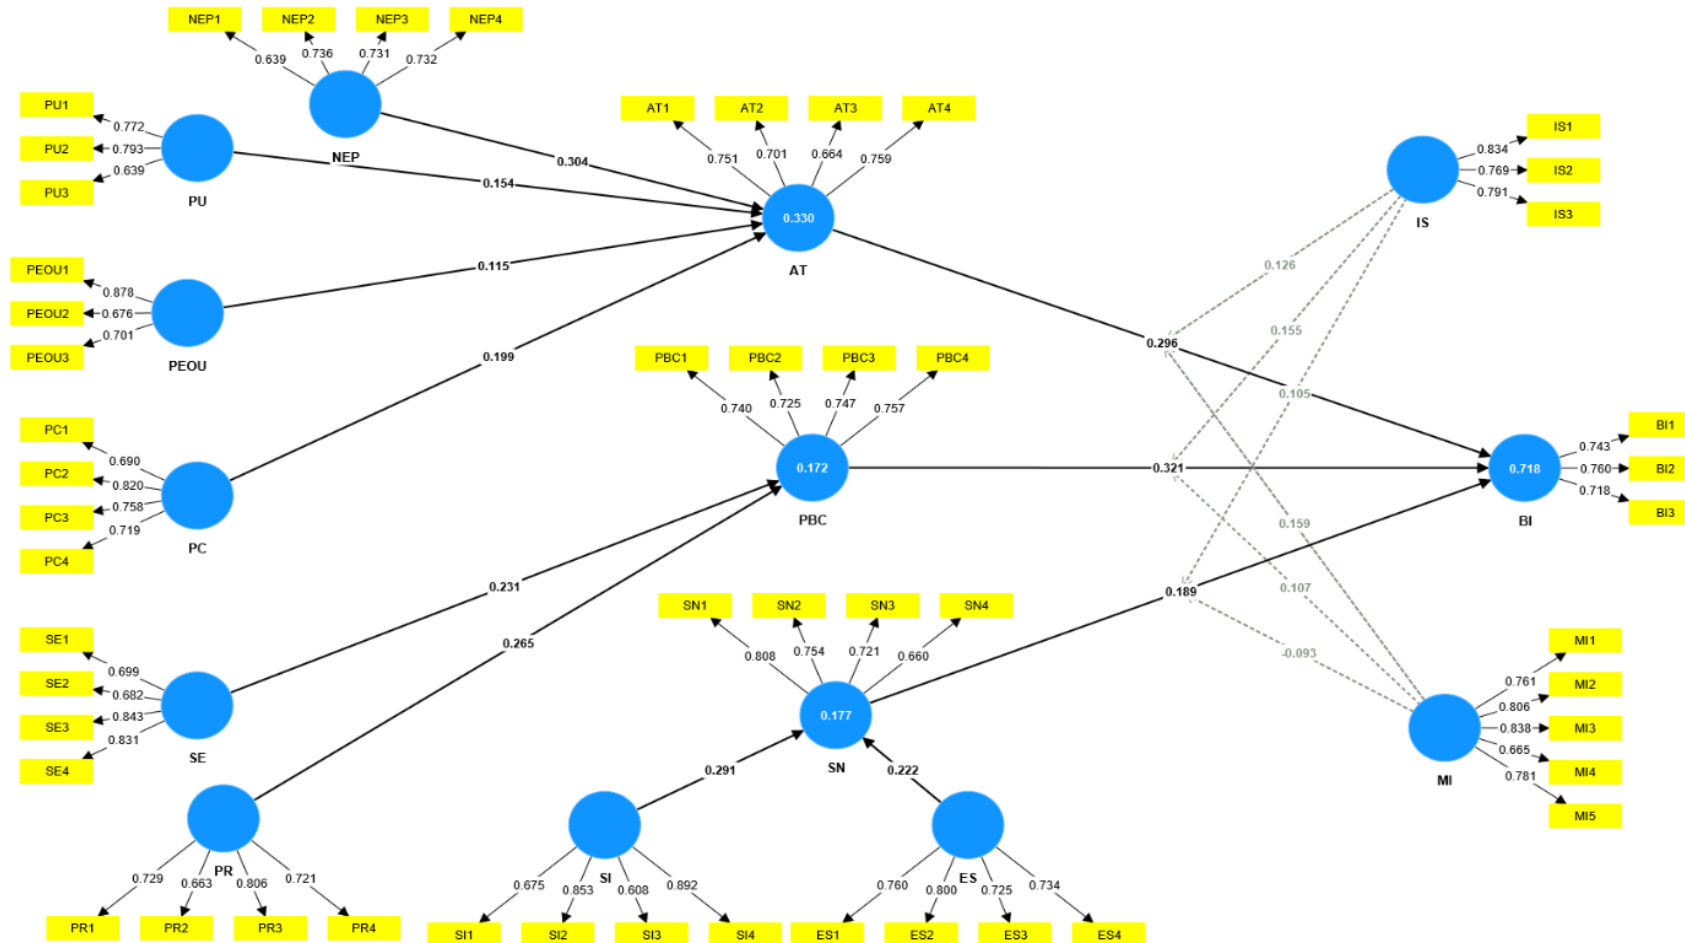 NEP1 NEP2 NEP3 NEP4
0.639 0.736 0.731 0.732
NEP
PU1
PU2
PU3
0.772
0.793
0.639
PU
0.304
0.154
AT1 AT2 AT3 AT4
0.751 0.701 0.664 0.759
0.330
AT
IS1
IS2
IS3
0.834
0.769
0.791
IS
PEOU1
PEOU2
PEOU3
0.878
0.676
0.701
PEOU
0.115
0.199
0.126
0.155
0.105
0.296
PC1
PC2
PC3
PC4
0.690
0.820
0.758
0.719
PC
PBC1 PBC2 PBC3 PBC4
0.740 0.725 0.747 0.757
0.172
PBC
0.321
BI1
BI2
BI3
0.743
0.760
0.718
0.718
BI
0.231
0.265
0.159
0.107
0.189
-0.093
SE1
SE2
SE3
SE4
0.699
0.682
0.843
0.831
SE
SN1 SN2 SN3 SN4
0.808 0.754 0.721 0.660
0.177
SN
MI1
MI2
MI3
MI4
MI5
0.761
0.806
0.838
0.665
0.781
MI
0.291
0.222
PR
0.729 0.663 0.806 0.721
PR1 PR2 PR3 PR4
SI
0.675 0.853 0.608 0.892
SI1 SI2 SI3 SI4
ES
0.760 0.800 0.725 0.734
ES1 ES2 ES3 ES4